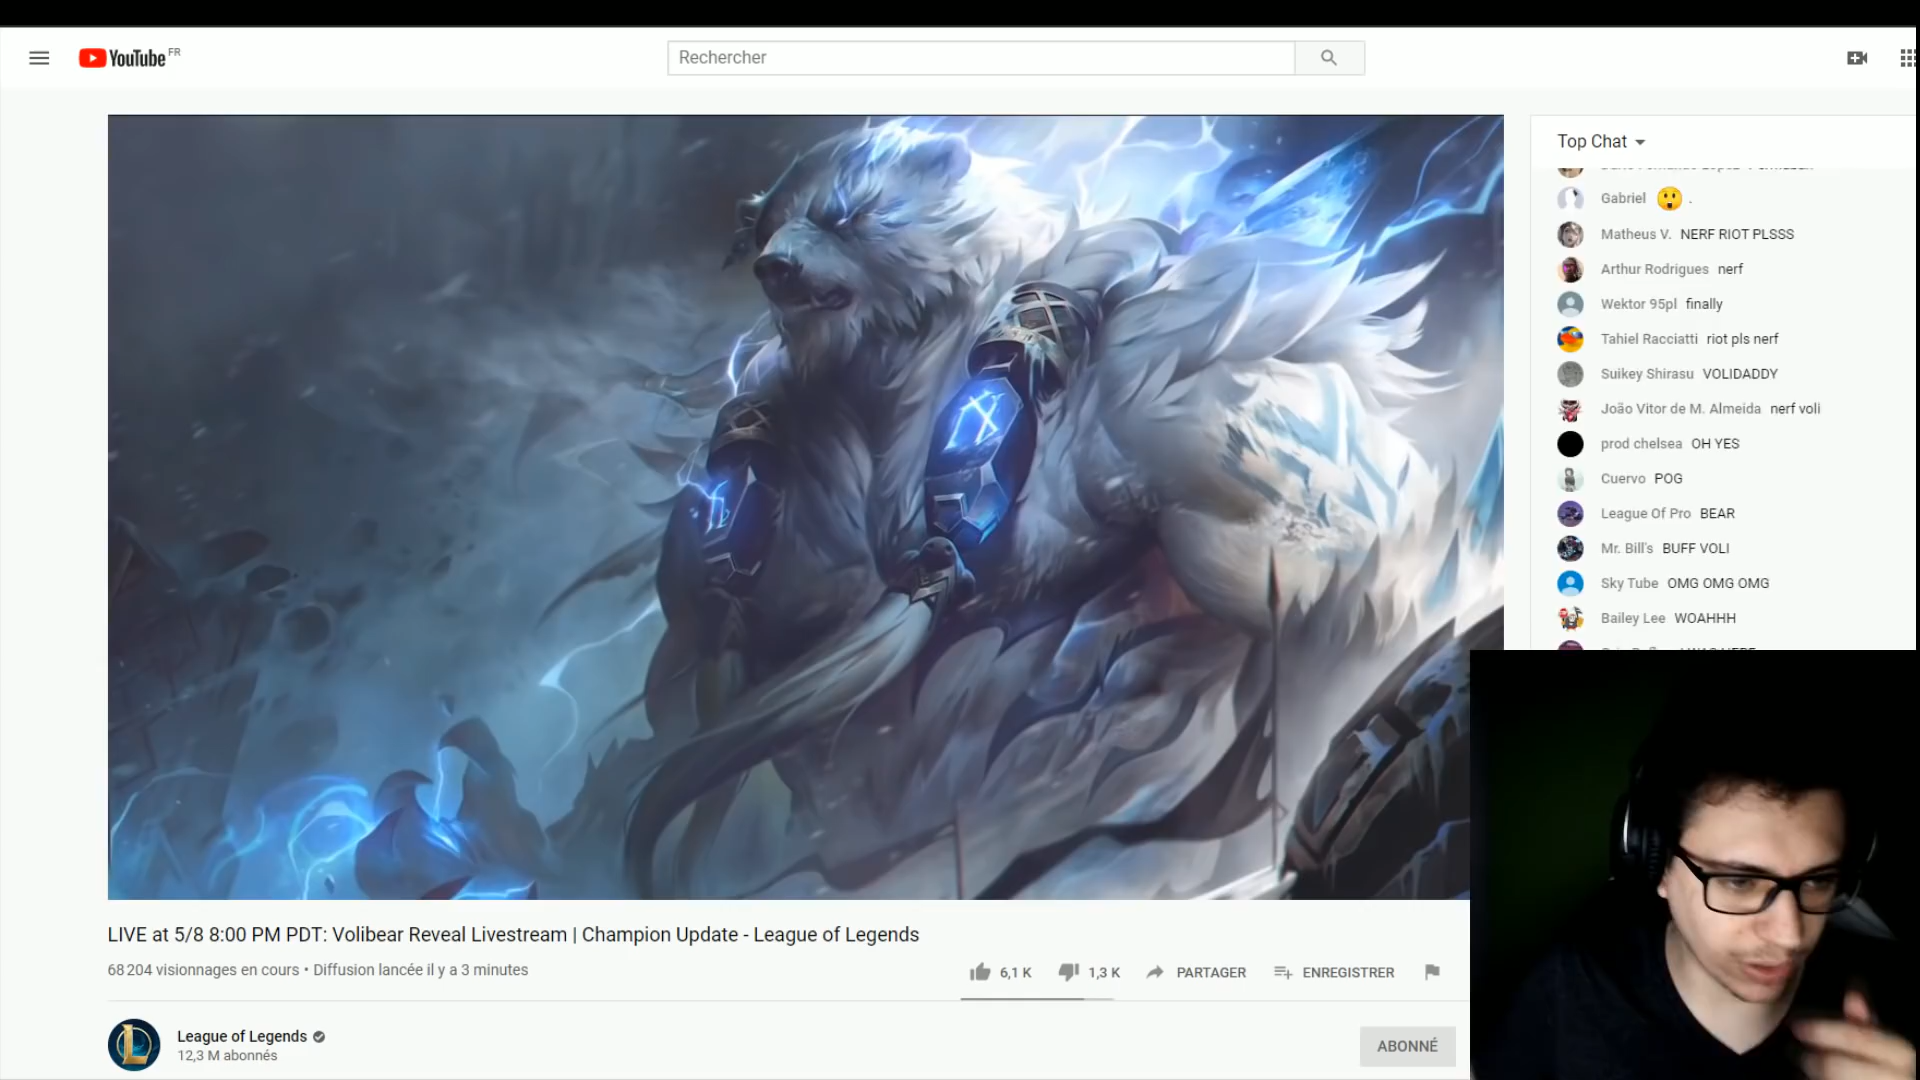 YouTube FR
Rechercher
Top Chat
Gabriel .
Matheus V. NERF RIOT PLSSS
Arthur Rodrigues nerf
Wektor 95pl finally
Tahiel Racciatti riot pls nerf
Suikey Shirasu VOLIDADDY
João Vitor de M. Almeida nerf voli
prod chelsea OH YES
Cuervo POG
League Of Pro BEAR
Mr. Bill's BUFF VOLI
Sky Tube OMG OMG OMG
Bailey Lee WOAHHH
LIVE at 5/8 8:00 PM PDT: Volibear Reveal Livestream | Champion Update - League of Legends
68 204 visionnages en cours • Diffusion lancée il y a 3 minutes
6,1 K 1,3 K PARTAGER ENREGISTRER
League of Legends
12,3 M abonnés
ABONNÉ